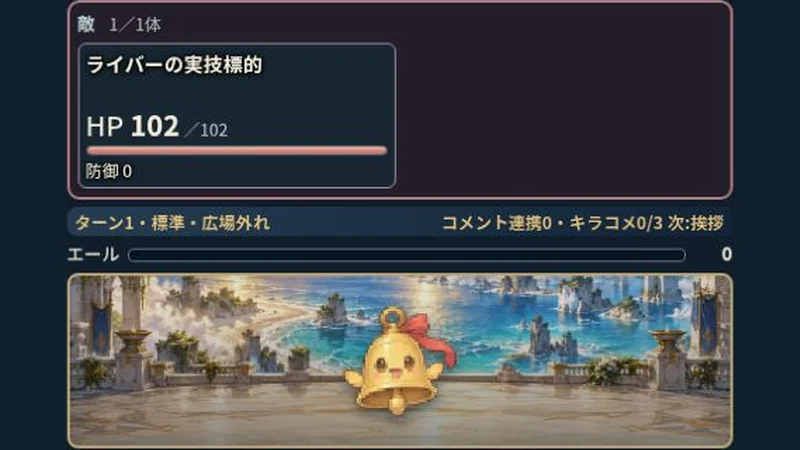 敵 1／1体
ライバーの実技標的
HP 102／102
防御 0
ターン1・標準・広場外れ コメント連携0・キラコメ0/3 次:挨拶
エール 0